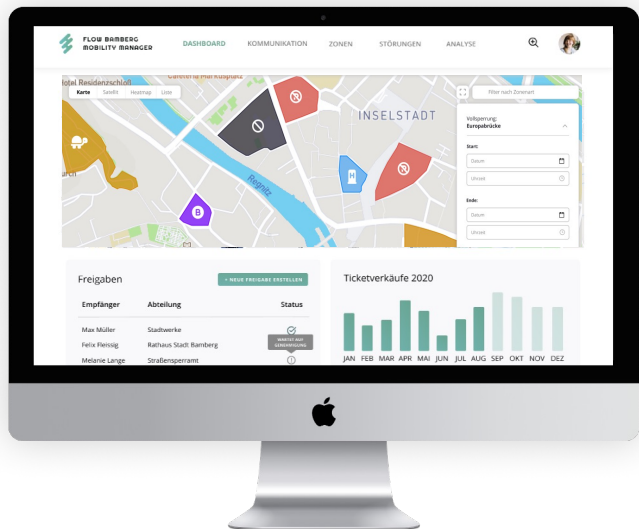 FLOW BAMBERG
MOBILITY MANAGER
DASHBOARD
KOMMUNIKATION
ZONEN
STÖRUNGEN
ANALYSE
Hotel Residenzschloß
Karte
Satellit
Heatmap
Liste
INSELSTADT
Regnitz
H
B
Filter nach Zonenart
Vollsperrung:
Europabrücke
Start:
Datum
Uhrzeit
Ende:
Datum
Uhrzeit
Freigaben
+ NEUE FREIGABE ERSTELLEN
Empfänger Abteilung Status
Max Müller Stadtwerke
Felix Fleissig Rathaus Stadt Bamberg
WARTET AUF
GENEHMIGUNG
Melanie Lange Straßensperramt
Ticketverkäufe 2020
JAN FEB MAR APR MAI JUN JUL AUG SEP OKT NOV DEZ